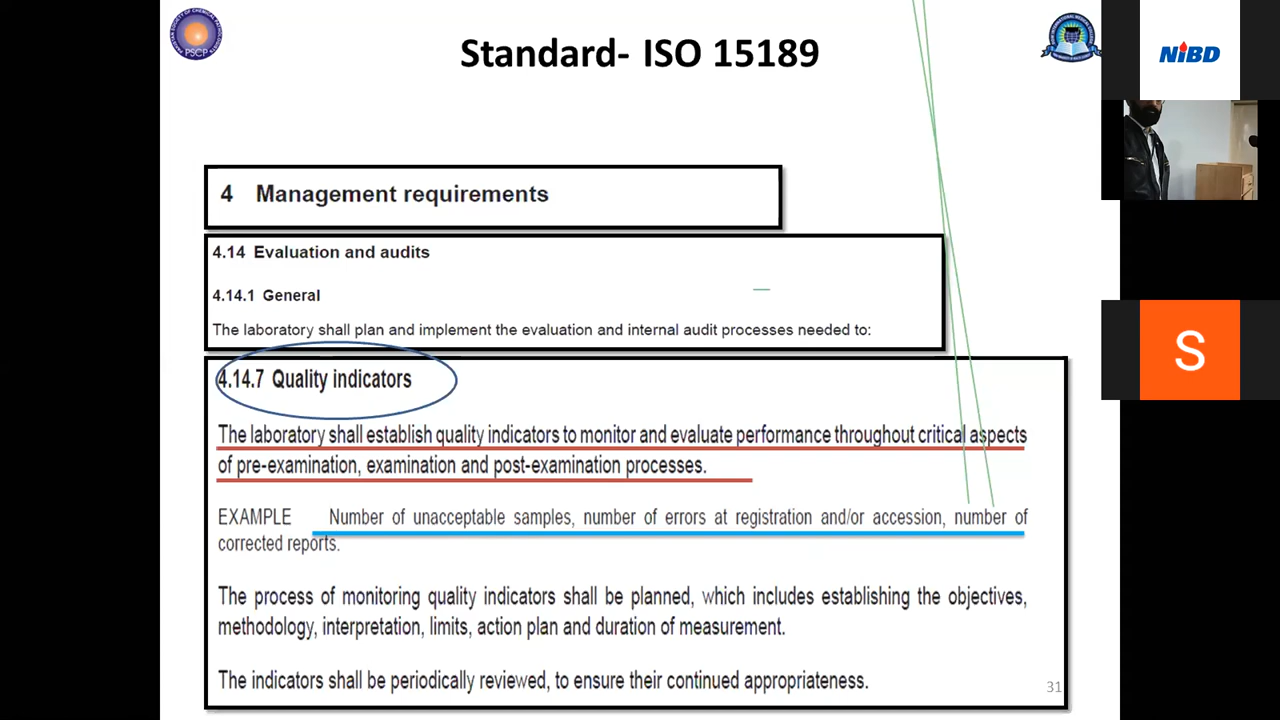 PSCP
Standard- ISO 15189
NiBD
4 Management requirements
4.14 Evaluation and audits
4.14.1 General
The laboratory shall plan and implement the evaluation and internal audit processes needed to:
4.14.7 Quality indicators
The laboratory shall establish quality indicators to monitor and evaluate performance throughout critical aspects
of pre-examination, examination and post-examination processes.
EXAMPLE Number of unacceptable samples, number of errors at registration and/or accession, number of
corrected reports.
The process of monitoring quality indicators shall be planned, which includes establishing the objectives,
methodology, interpretation, limits, action plan and duration of measurement.
The indicators shall be periodically reviewed, to ensure their continued appropriateness.
31
S